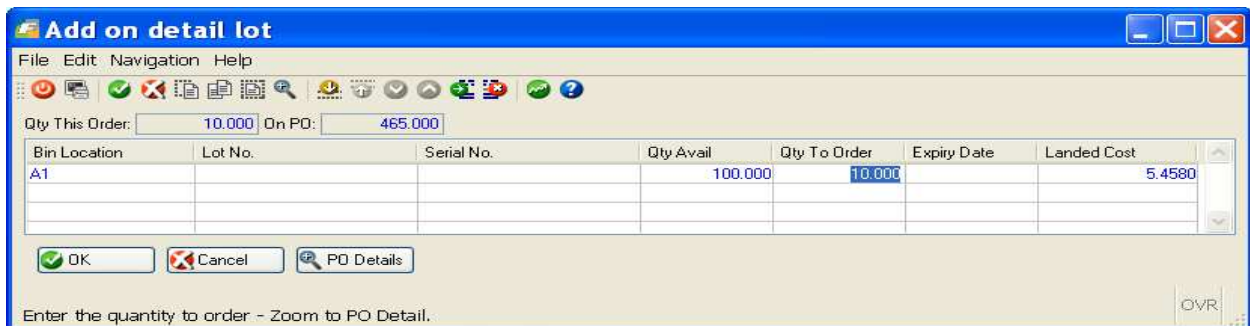 Add on detail lot
File Edit Navigation Help
Qty This Order: 10.000 On PO: 465.000
Bin Location Lot No. Serial No. Qty Avail Qty To Order Expiry Date Landed Cost
A1 100.000 10.000 5.4580
OK Cancel PO Details
Enter the quantity to order - Zoom to PO Detail. OVR